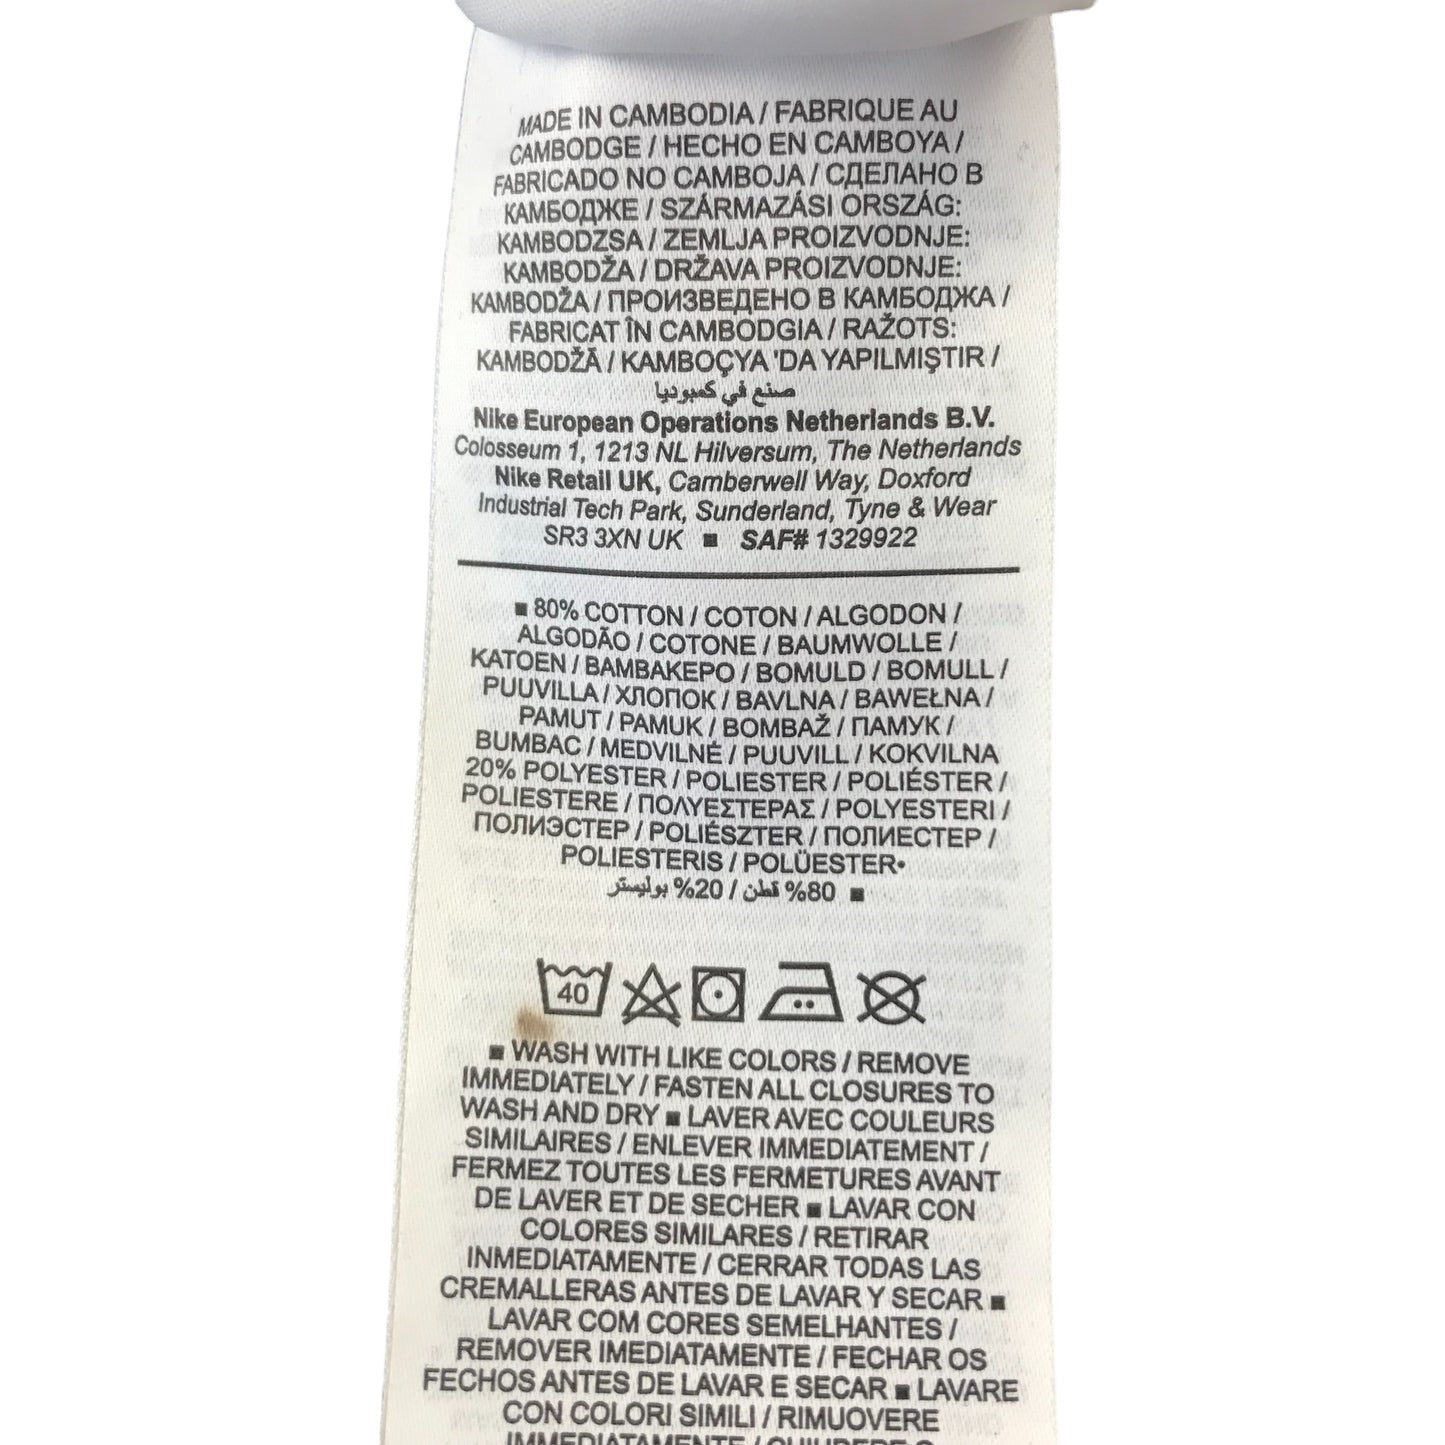 MADE IN CAMBODIA / FABRIQUE AU
CAMBODGE / HECHO EN CAMBOYA /
FABRICADO NO CAMBOJA / СДЕЛАНО В
КАМБОДЖЕ / SZÁRMAZÁSI ORSZÁG:
KAMBODZSA / ZEMLJA PROIZVODNJE:
KAMBODŽA / DRŽAVA PROIZVODNJE:
KAMBODŽA / ПРОИЗВЕДЕНО В КАМБОДЖА /
FABRICAT ÎN CAMBODGIA / RAŽOTS:
KAMBODŽĀ / KAMBOÇYA 'DA YAPILMIŞTIR /
صنع في كمبوديا
Nike European Operations Netherlands B.V.
Colosseum 1, 1213 NL Hilversum, The Netherlands
Nike Retail UK, Camberwell Way, Doxford
Industrial Tech Park, Sunderland, Tyne & Wear
SR3 3XN UK ■ SAF# 1329922
■ 80% COTTON / COTON / ALGODON /
ALGODÃO / COTONE / BAUMWOLLE /
KATOEN / ΒΑΜΒΑΚΕΡΟ / BOMULD / BOMULL /
PUUVILLA / ХЛОПОК / BAVLNA / BAWEŁNA /
PAMUT / PAMUK / BOMBAŽ / ПАМУК /
BUMBAC / MEDVILNĖ / PUUVILL / KOKVILNA
20% POLYESTER / POLIESTER / POLIÉSTER /
POLIESTERE / ΠΟΛΥΕΣΤΕΡΑΣ / POLYESTERI /
ПОЛИЭСТЕР / POLIÉSZTER / ПОЛИЕСТЕР /
POLIESTERIS / POLÜESTER•
■ 80% قطن / 20% بوليستر
40
■ WASH WITH LIKE COLORS / REMOVE
IMMEDIATELY / FASTEN ALL CLOSURES TO
WASH AND DRY ■ LAVER AVEC COULEURS
SIMILAIRES / ENLEVER IMMEDIATEMENT /
FERMEZ TOUTES LES FERMETURES AVANT
DE LAVER ET DE SECHER ■ LAVAR CON
COLORES SIMILARES / RETIRAR
INMEDIATAMENTE / CERRAR TODAS LAS
CREMALLERAS ANTES DE LAVAR Y SECAR ■
LAVAR COM CORES SEMELHANTES /
REMOVER IMEDIATAMENTE / FECHAR OS
FECHOS ANTES DE LAVAR E SECAR ■ LAVARE
CON COLORI SIMILI / RIMUOVERE
IMMEDIATAMENTE / CHIUDERE